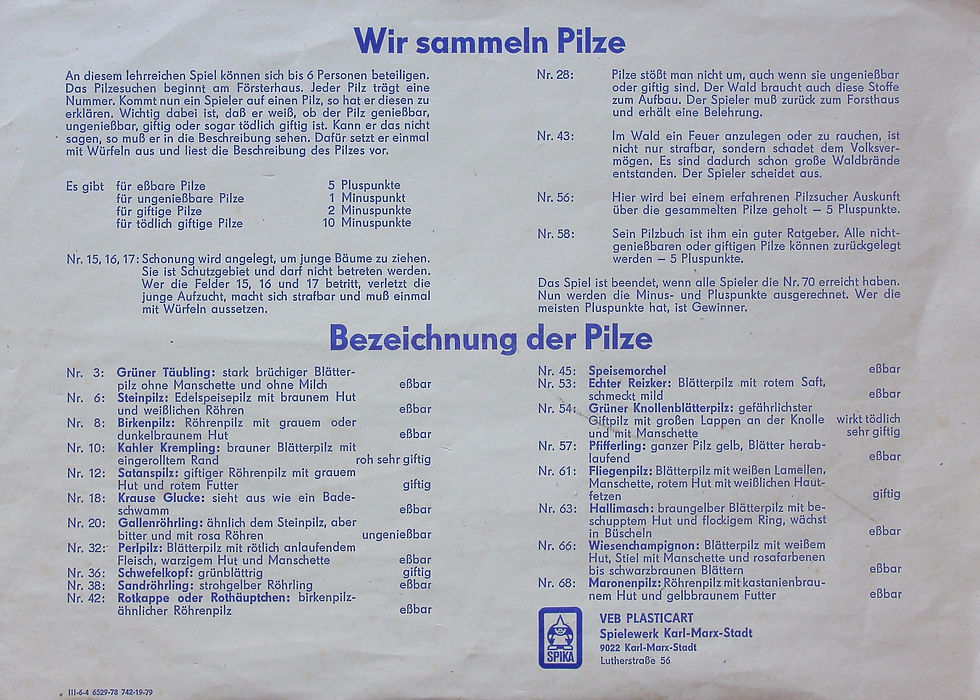 Wir sammeln Pilze
An diesem lehrreichen Spiel können sich bis 6 Personen beteiligen.
Das Pilzesuchen beginnt am Försterhaus. Jeder Pilz trägt eine
Nummer. Kommt nun ein Spieler auf einen Pilz, so hat er diesen zu
erklären. Wichtig dabei ist, daß er weiß, ob der Pilz genießbar,
ungenießbar, giftig oder sogar tödlich giftig ist. Kann er das nicht
sagen, so muß er in die Beschreibung sehen. Dafür setzt er einmal
mit Würfeln aus und liest die Beschreibung des Pilzes vor.
Es gibt für eßbare Pilze 5 Pluspunkte
für ungenießbare Pilze 1 Minuspunkt
für giftige Pilze 2 Minuspunkte
für tödlich giftige Pilze 10 Minuspunkte
Nr. 15, 16, 17: Schonung wird angelegt, um junge Bäume zu ziehen.
Sie ist Schutzgebiet und darf nicht betreten werden.
Wer die Felder 15, 16 und 17 betritt, verletzt die
junge Aufzucht, macht sich strafbar und muß einmal
mit Würfeln aussetzen.
Nr. 28: Pilze stößt man nicht um, auch wenn sie ungenießbar
oder giftig sind. Der Wald braucht auch diese Stoffe
zum Aufbau. Der Spieler muß zurück zum Forsthaus
und erhält eine Belehrung.
Nr. 43: Im Wald ein Feuer anzulegen oder zu rauchen, ist
nicht nur strafbar, sondern schadet dem Volksver-
mögen. Es sind dadurch schon große Waldbrände
entstanden. Der Spieler scheidet aus.
Nr. 56: Hier wird bei einem erfahrenen Pilzsucher Auskunft
über die gesammelten Pilze geholt – 5 Pluspunkte.
Nr. 58: Sein Pilzbuch ist ihm ein guter Ratgeber. Alle nicht-
genießbaren oder giftigen Pilze können zurückgelegt
werden – 5 Pluspunkte.
Das Spiel ist beendet, wenn alle Spieler die Nr. 70 erreicht haben.
Nun werden die Minus- und Pluspunkte ausgerechnet. Wer die
meisten Pluspunkte hat, ist Gewinner.
Bezeichnung der Pilze
Nr. 3: Grüner Täubling: stark brüchiger Blätter-
pilz ohne Manschette und ohne Milch eßbar
Nr. 6: Steinpilz: Edelspeisepilz mit braunem Hut
und weißlichen Röhren eßbar
Nr. 8: Birkenpilz: Röhrenpilz mit grauem oder
dunkelbraunem Hut eßbar
Nr. 10: Kahler Krempling: brauner Blätterpilz mit
eingerolltem Rand roh sehr giftig
Nr. 12: Satanspilz: giftiger Röhrenpilz mit grauem
Hut und rotem Futter giftig
Nr. 18: Krause Glucke: sieht aus wie ein Bade-
schwamm eßbar
Nr. 20: Gallenröhrling: ähnlich dem Steinpilz, aber
bitter und mit rosa Röhren ungenießbar
Nr. 32: Perlpilz: Blätterpilz mit rötlich anlaufendem
Fleisch, warzigem Hut und Manschette eßbar
Nr. 36: Schwefelkopf: grünblättrig giftig
Nr. 38: Sandröhrling: strohgelber Röhrling eßbar
Nr. 42: Rotkappe oder Rothäuptchen: birkenpilz-
ähnlicher Röhrenpilz eßbar
Nr. 45: Speisemorchel eßbar
Nr. 53: Echter Reizker: Blätterpilz mit rotem Saft,
schmeckt mild eßbar
Nr. 54: Grüner Knollenblätterpilz: gefährlichster
Giftpilz mit großen Lappen an der Knolle wirkt tödlich
und mit Manschette sehr giftig
Nr. 57: Pfifferling: ganzer Pilz gelb, Blätter herab-
laufend eßbar
Nr. 61: Fliegenpilz: Blätterpilz mit weißen Lamellen,
Manschette, rotem Hut mit weißlichen Haut-
fetzen giftig
Nr. 63: Hallimasch: braungelber Blätterpilz mit be-
schupptem Hut und flockigem Ring, wächst
in Büscheln eßbar
Nr. 66: Wiesenchampignon: Blätterpilz mit weißem
Hut, Stiel mit Manschette und rosafarbenen
bis schwarzbraunen Blättern eßbar
Nr. 68: Maronenpilz: Röhrenpilz mit kastanienbrau-
nem Hut und gelbbraunem Futter eßbar
SPIKA
VEB PLASTICART
Spielewerk Karl-Marx-Stadt
9022 Karl-Marx-Stadt
Lutherstraße 56
III-6-4 6529-78 742-19-79